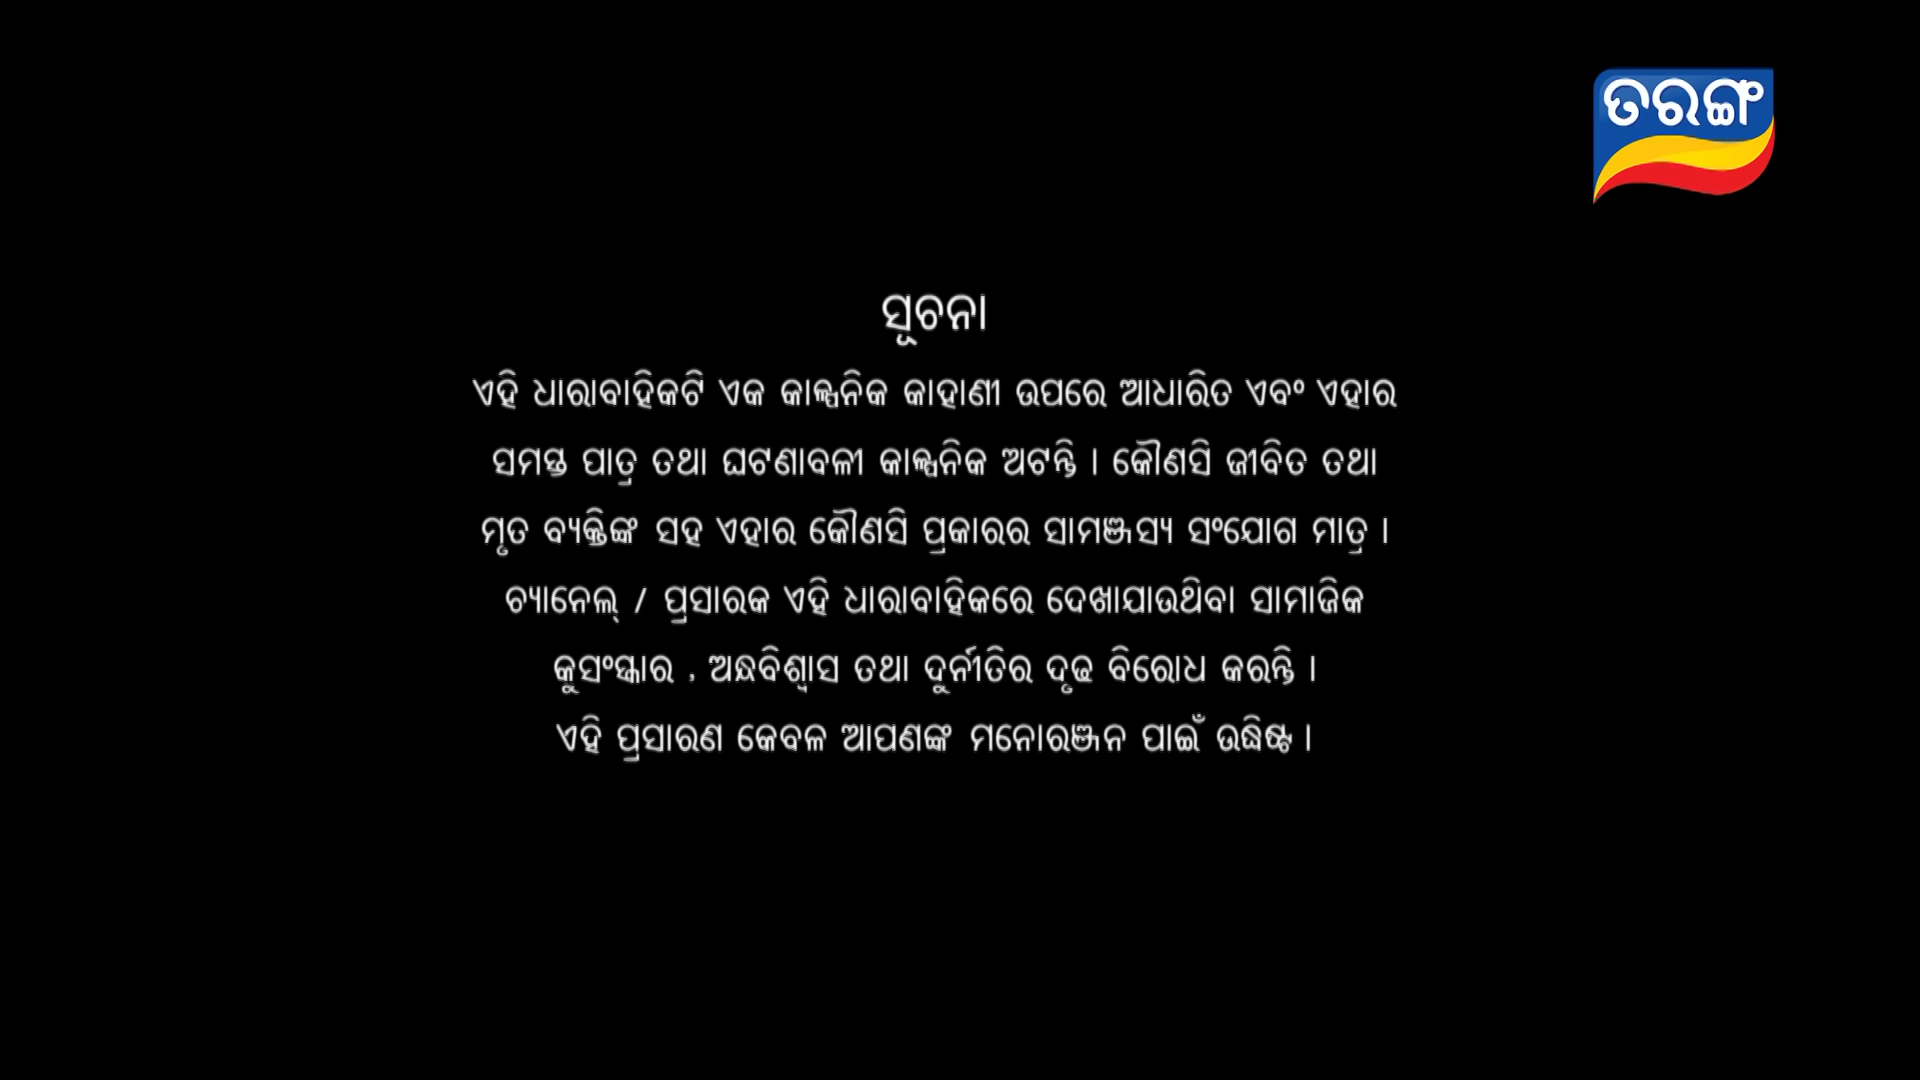 ତରଙ୍ଗ
ସୂଚନା
ଏହି ଧାରାବାହିକଟି ଏକ କାଳ୍ପନିକ କାହାଣୀ ଉପରେ ଆଧାରିତ ଏବଂ ଏହାର
ସମସ୍ତ ପାତ୍ର ତଥା ଘଟଣାବଳୀ କାଳ୍ପନିକ ଅଟନ୍ତି । କୌଣସି ଜୀବିତ ତଥା
ମୃତ ବ୍ୟକ୍ତିଙ୍କ ସହ ଏହାର କୌଣସି ପ୍ରକାରର ସାମଞ୍ଜସ୍ୟ ସଂଯୋଗ ମାତ୍ର ।
ଚ୍ୟାନେଲ୍ / ପ୍ରସାରକ ଏହି ଧାରାବାହିକରେ ଦେଖାଯାଉଥିବା ସାମାଜିକ
କୁସଂସ୍କାର , ଅନ୍ଧବିଶ୍ୱାସ ତଥା ଦୁର୍ନୀତିର ଦୃଢ ବିରୋଧ କରନ୍ତି ।
ଏହି ପ୍ରସାରଣ କେବଳ ଆପଣଙ୍କ ମନୋରଞ୍ଜନ ପାଇଁ ଉଦ୍ଧିଷ୍ଟ ।